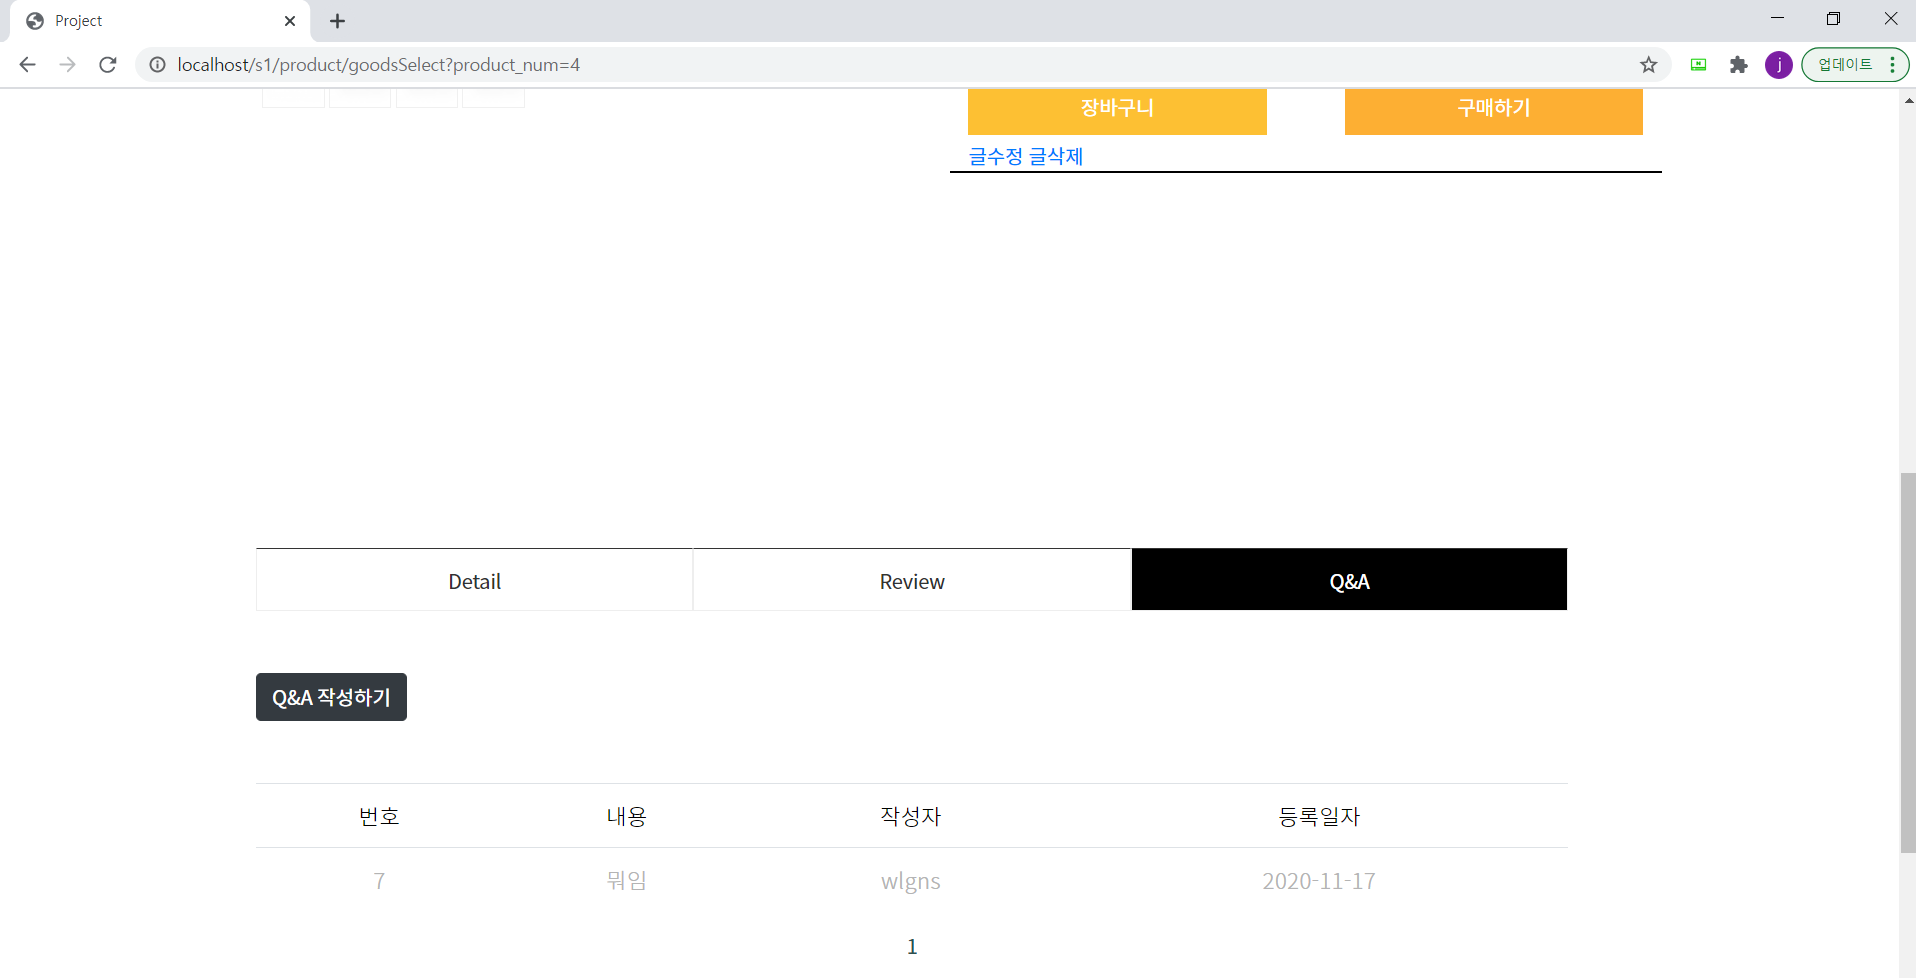 Project
localhost/s1/product/goodsSelect?product_num=4
j
업데이트
장바구니 구매하기
글수정 글삭제
Detail Review Q&A
Q&A 작성하기
번호 내용 작성자 등록일자
7 뭐임 wlgns 2020-11-17
1